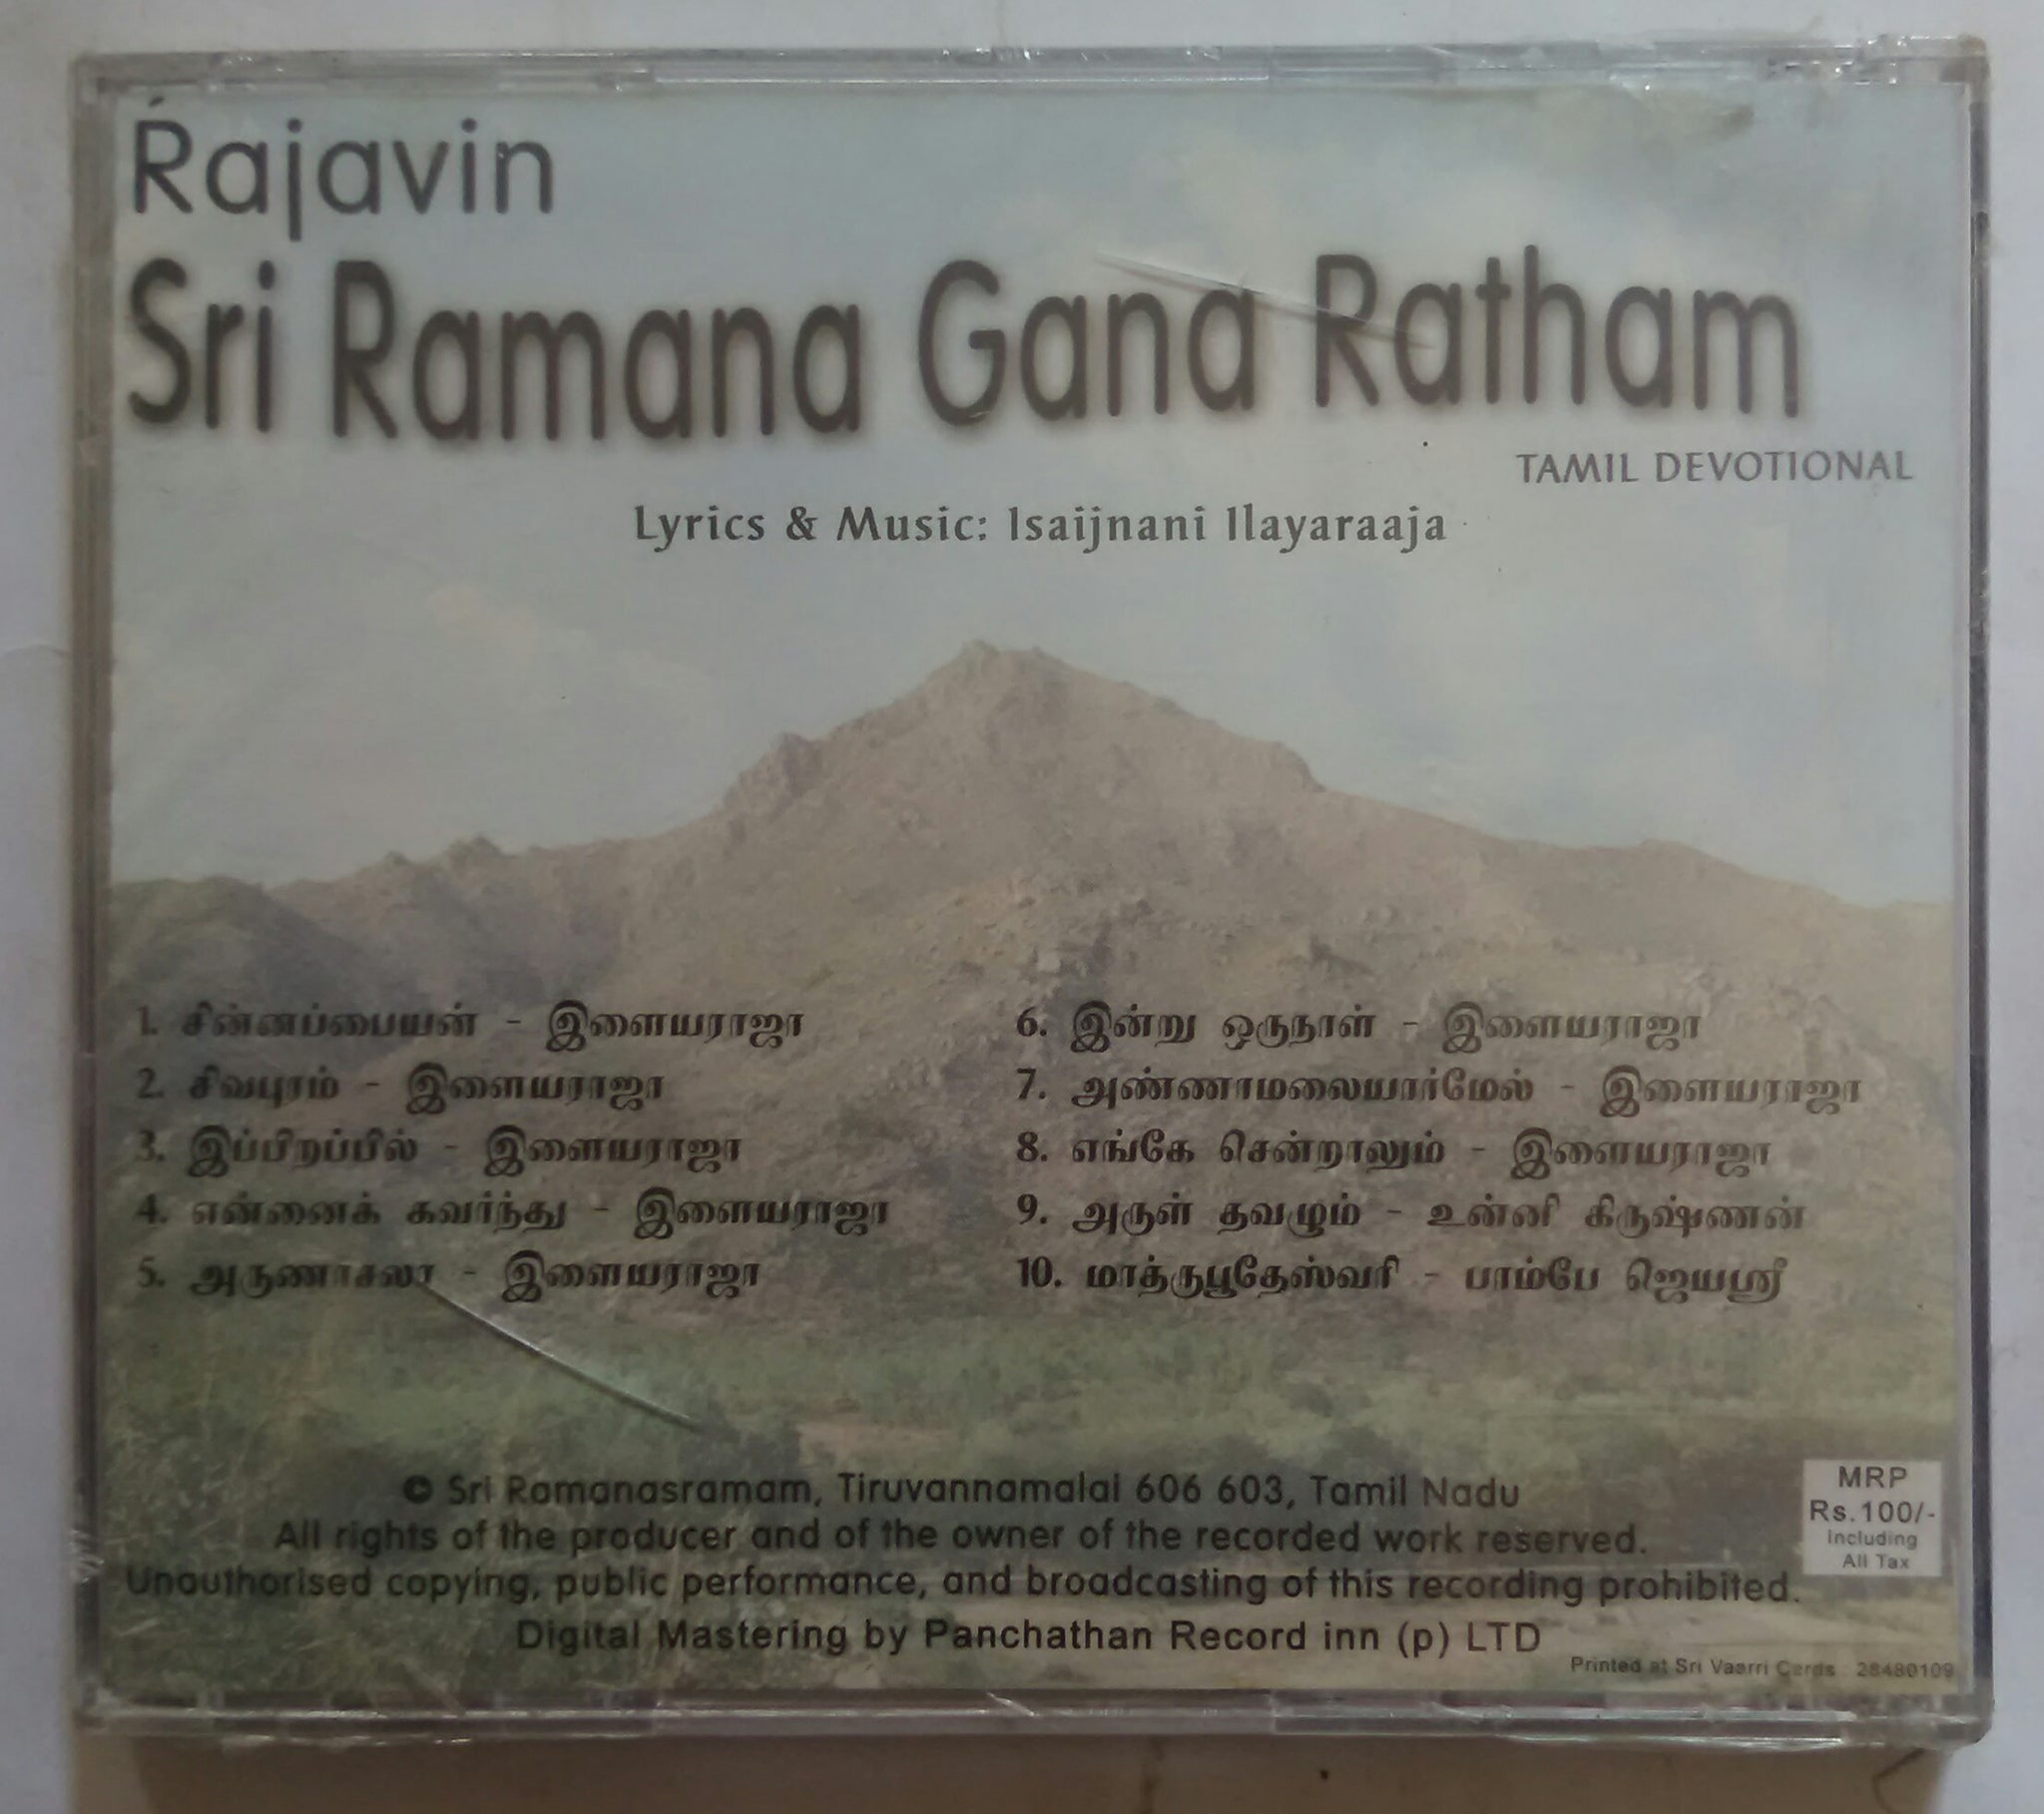 Rajavin
Sri Ramana Gana Ratham
TAMIL DEVOTIONAL
Lyrics & Music: Isaijnani Ilayaraaja
1. சின்னப்பையன் - இளையராஜா
2. சிவபுரம் - இளையராஜா
3. இப்பிறப்பில் - இளையராஜா
4. என்னைக் கவர்ந்து - இளையராஜா
5. அருணாசலா - இளையராஜா
6. இன்று ஒருநாள் - இளையராஜா
7. அண்ணாமலையார்மேல் - இளையராஜா
8. எங்கே சென்றாலும் - இளையராஜா
9. அருள் தவழும் - உன்னி கிருஷ்ணன்
10. மாத்ருபூதேஸ்வரி - பாம்பே ஜெயஸ்ரீ
© Sri Ramanasramam, Tiruvannamalai 606 603, Tamil Nadu
All rights of the producer and of the owner of the recorded work reserved.
Unauthorised copying, public performance, and broadcasting of this recording prohibited.
Digital Mastering by Panchathan Record inn (p) LTD
MRP
Rs.100/-
including
All Tax
Printed at Sri Vaarri Cards : 28480109